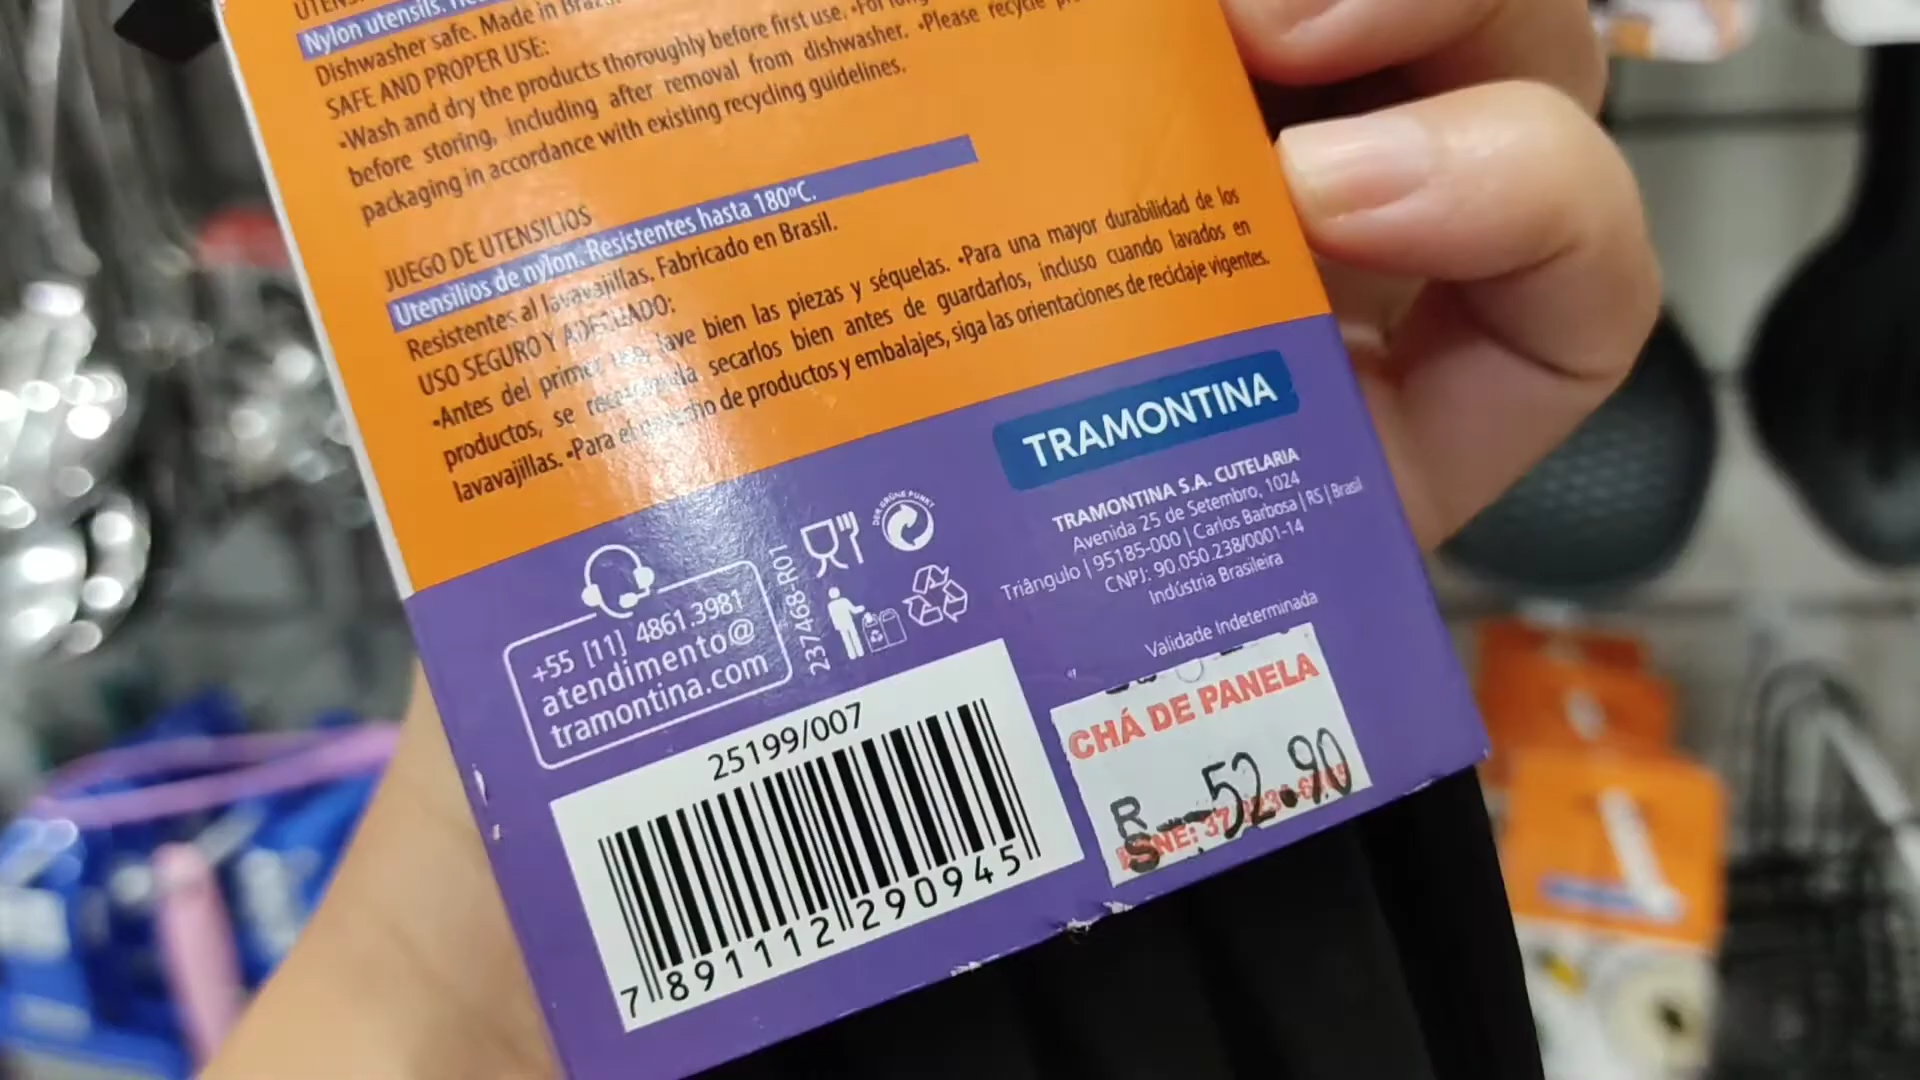 Nylon utensils.
Dishwasher safe. Made in Brazil.
SAFE AND PROPER USE:
•Wash and dry the products thoroughly before first use. •For
before storing, including after removal from dishwasher. •Please recycle
packaging in accordance with existing recycling guidelines.
JUEGO DE UTENSILIOS
Utensilios de nylon. Resistentes hasta 180ºC.
Resistentes al lavavajillas. Fabricado en Brasil.
USO SEGURO Y ADECUADO:
•Antes del primer uso, lave bien las piezas y séquelas. •Para una mayor durabilidad de los
productos, se recomienda secarlos bien antes de guardarlos, incluso cuando lavados en
lavavajillas. •Para el desecho de productos y embalajes, siga las orientaciones de reciclaje vigentes.
TRAMONTINA
TRAMONTINA S.A. CUTELARIA
Avenida 25 de Setembro, 1024
Triângulo | 95185-000 | Carlos Barbosa | RS | Brasil
CNPJ: 90.050.238/0001-14
Indústria Brasileira
Validade Indeterminada
DER GRÜNE PUNKT
+55 [11] 4861.3981
atendimento@
tramontina.com
237468-R01
25199/007
7 891112 290945
CHÁ DE PANELA
RS 52.90